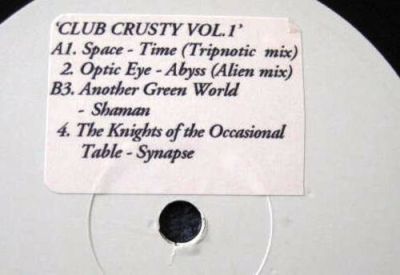 'CLUB CRUSTY VOL.1'
A1. Space - Time (Tripnotic mix)
2. Optic Eye - Abyss (Alien mix)
B3. Another Green World
- Shaman
4. The Knights of the Occasional
Table - Synapse